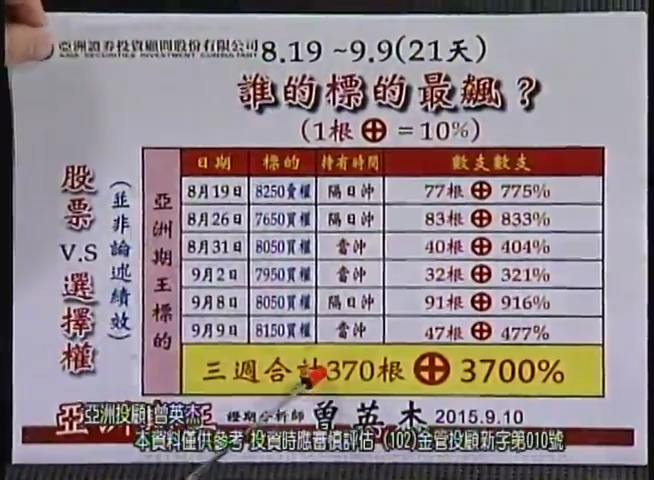 亞洲證券投資顧問股份有限公司
ASIA SECURITIES INVESTMENT CONSULTANT
8.19 ~9.9(21天)
誰的標的最飆？
(1根⊕=10%)
股票V.S選擇權
(並非論述績效)
亞洲期王標的
日期 標的 持有時間 數支數支
8月19日 8250賣權 隔日沖 77根⊕775%
8月26日 7650買權 隔日沖 83根⊕833%
8月31日 8050買權 當沖 40根⊕404%
9月2日 7950買權 當沖 32根⊕321%
9月8日 8050買權 隔日沖 91根⊕916%
9月9日 8150買權 當沖 47根⊕477%
三週合計370根⊕3700%
證期分析師 曾英杰 2015.9.10
亞洲投顧 曾英杰
本資料僅供參考 投資時應審慎評估 (102)金管投顧新字第010號